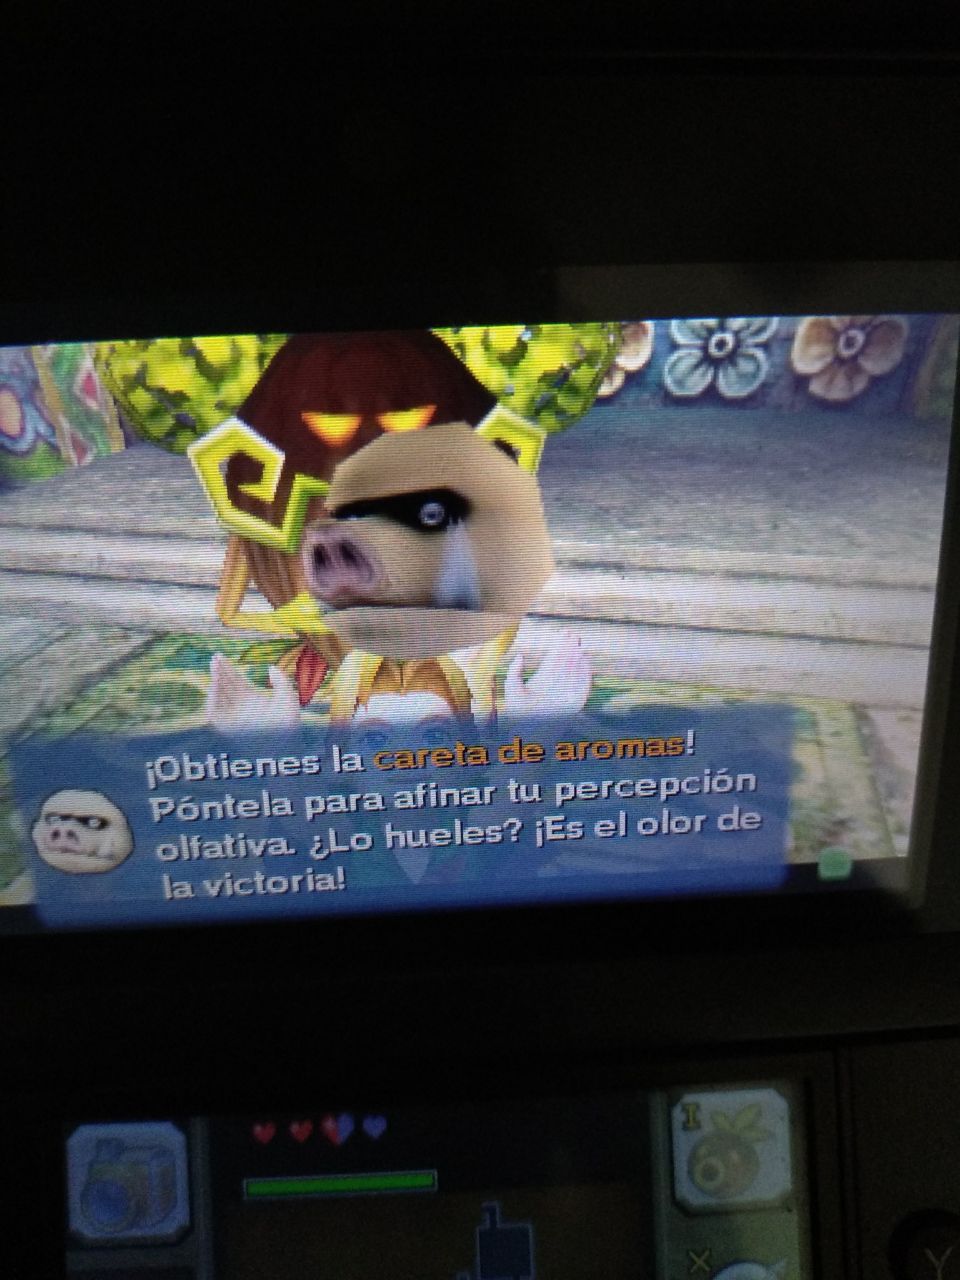 ¡Obtienes la careta de aromas!
Póntela para afinar tu percepción
olfativa. ¿Lo hueles? ¡Es el olor de
la victoria!
I
X
Y